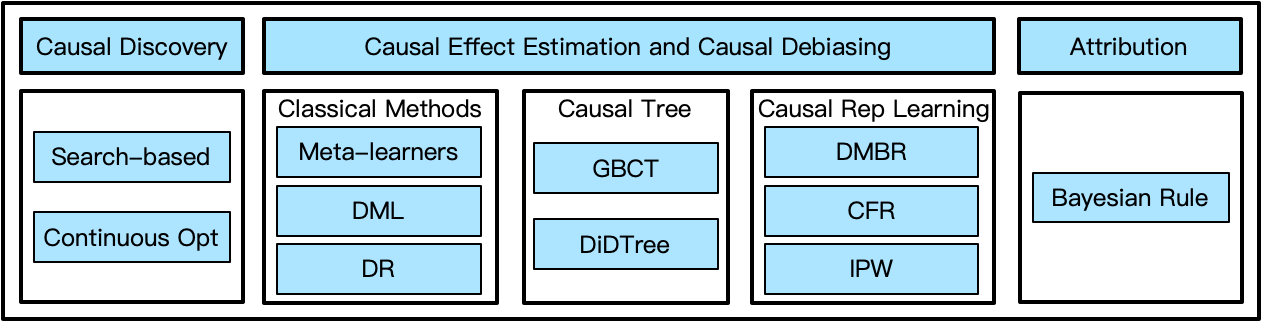 Causal Discovery
Causal Effect Estimation and Causal Debiasing
Attribution
Search-based
Continuous Opt
Classical Methods
Meta-learners
DML
DR
Causal Tree
GBCT
DiDTree
Causal Rep Learning
DMBR
CFR
IPW
Bayesian Rule